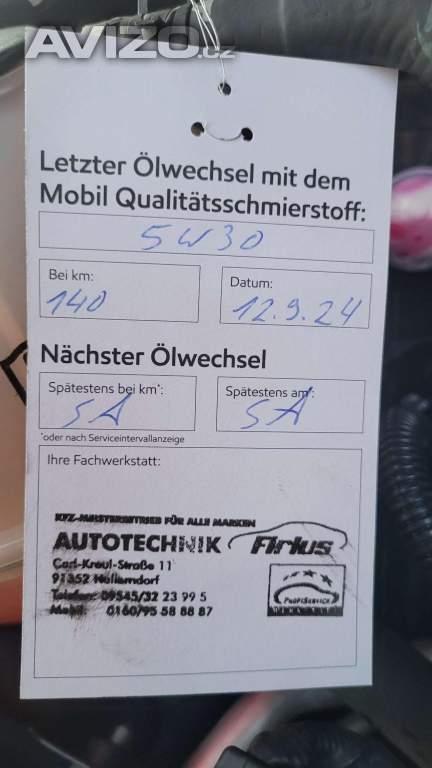 AVIZO.cz
Letzter Ölwechsel mit dem
Mobil Qualitätsschmierstoff:
5W30
Bei km:
140
Datum:
12.9.24
Nächster Ölwechsel
Spätestens bei km*:
SA
Spätestens am*:
SA
*oder nach Serviceintervallanzeige
Ihre Fachwerkstatt:
KFZ-MEISTERBETRIEB FÜR ALLE MARKEN
AUTOTECHNIK Firlus
Carl-Kreul-Straße 11
91352 Hallerndorf
Telefon: 09545/32 23 99 5
Mobil: 0160/95 58 88 87
PROFISERVICE